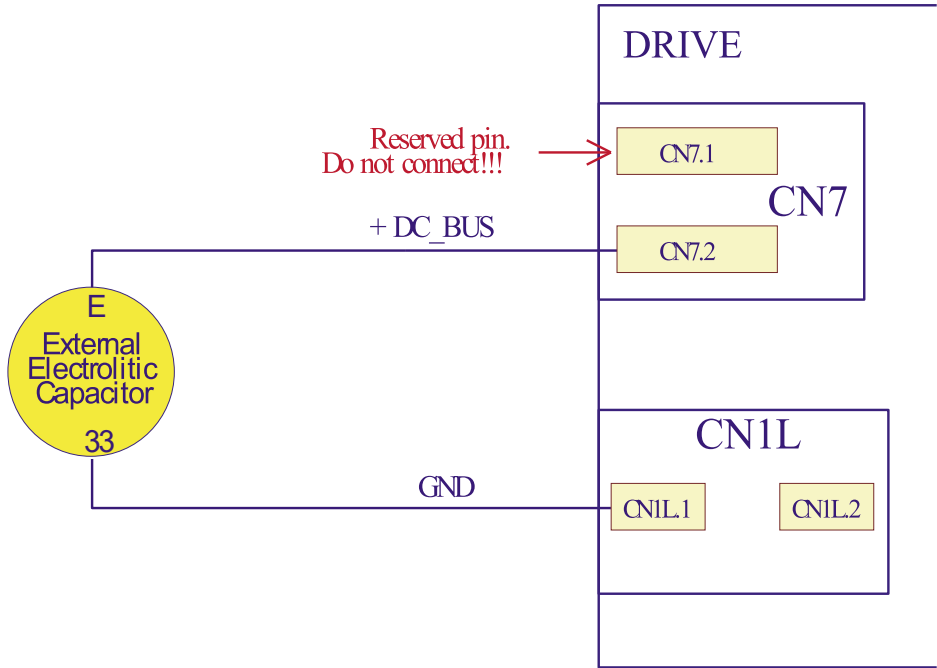 DRIVE
Reserved pin.
Do not connect!!!
CN7.1
CN7
+ DC_BUS
CN7.2
E
External
Electrolitic
Capacitor
33
CN1L
GND
CN1L.1
CN1L.2